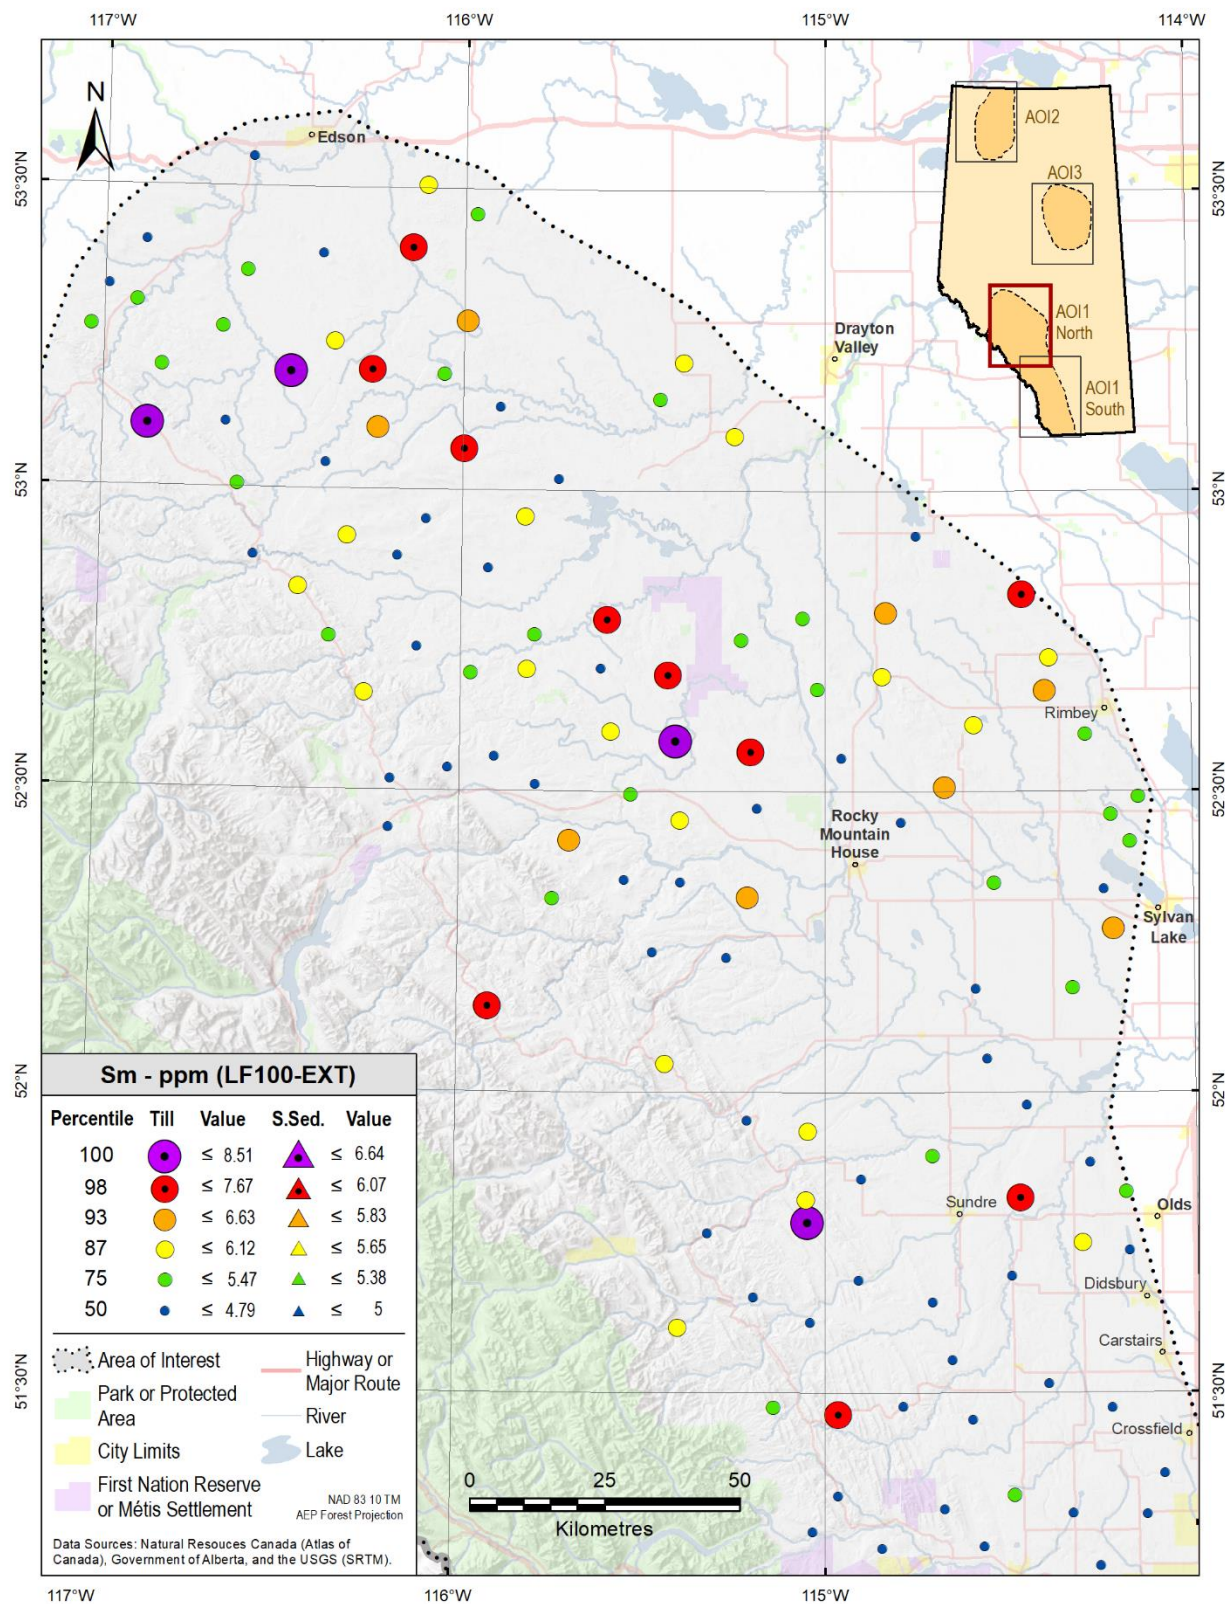 117°W 116°W 115°W 114°W
N
Edson
53°30'N 53°30'N
AOI2
AOI3
AOI1
North
AOI1
South
Drayton
Valley
53°N 53°N
Rimbey
52°30'N 52°30'N
Rocky
Mountain
House
Sylvan
Lake
52°N 52°N
Sundre
Olds
Didsbury
Carstairs
51°30'N
Crossfield
Sm - ppm (LF100-EXT)
Percentile Till Value S.Sed. Value
100 ≤ 8.51 ≤ 6.64
98 ≤ 7.67 ≤ 6.07
93 ≤ 6.63 ≤ 5.83
87 ≤ 6.12 ≤ 5.65
75 ≤ 5.47 ≤ 5.38
50 ≤ 4.79 ≤ 5
Area of Interest
Park or Protected
Area
City Limits
First Nation Reserve
or Métis Settlement
Highway or
Major Route
River
Lake
NAD 83 10 TM
AEP Forest Projection
Data Sources: Natural Resouces Canada (Atlas of
Canada), Government of Alberta, and the USGS (SRTM).
0 25 50
Kilometres
117°W 116°W 115°W